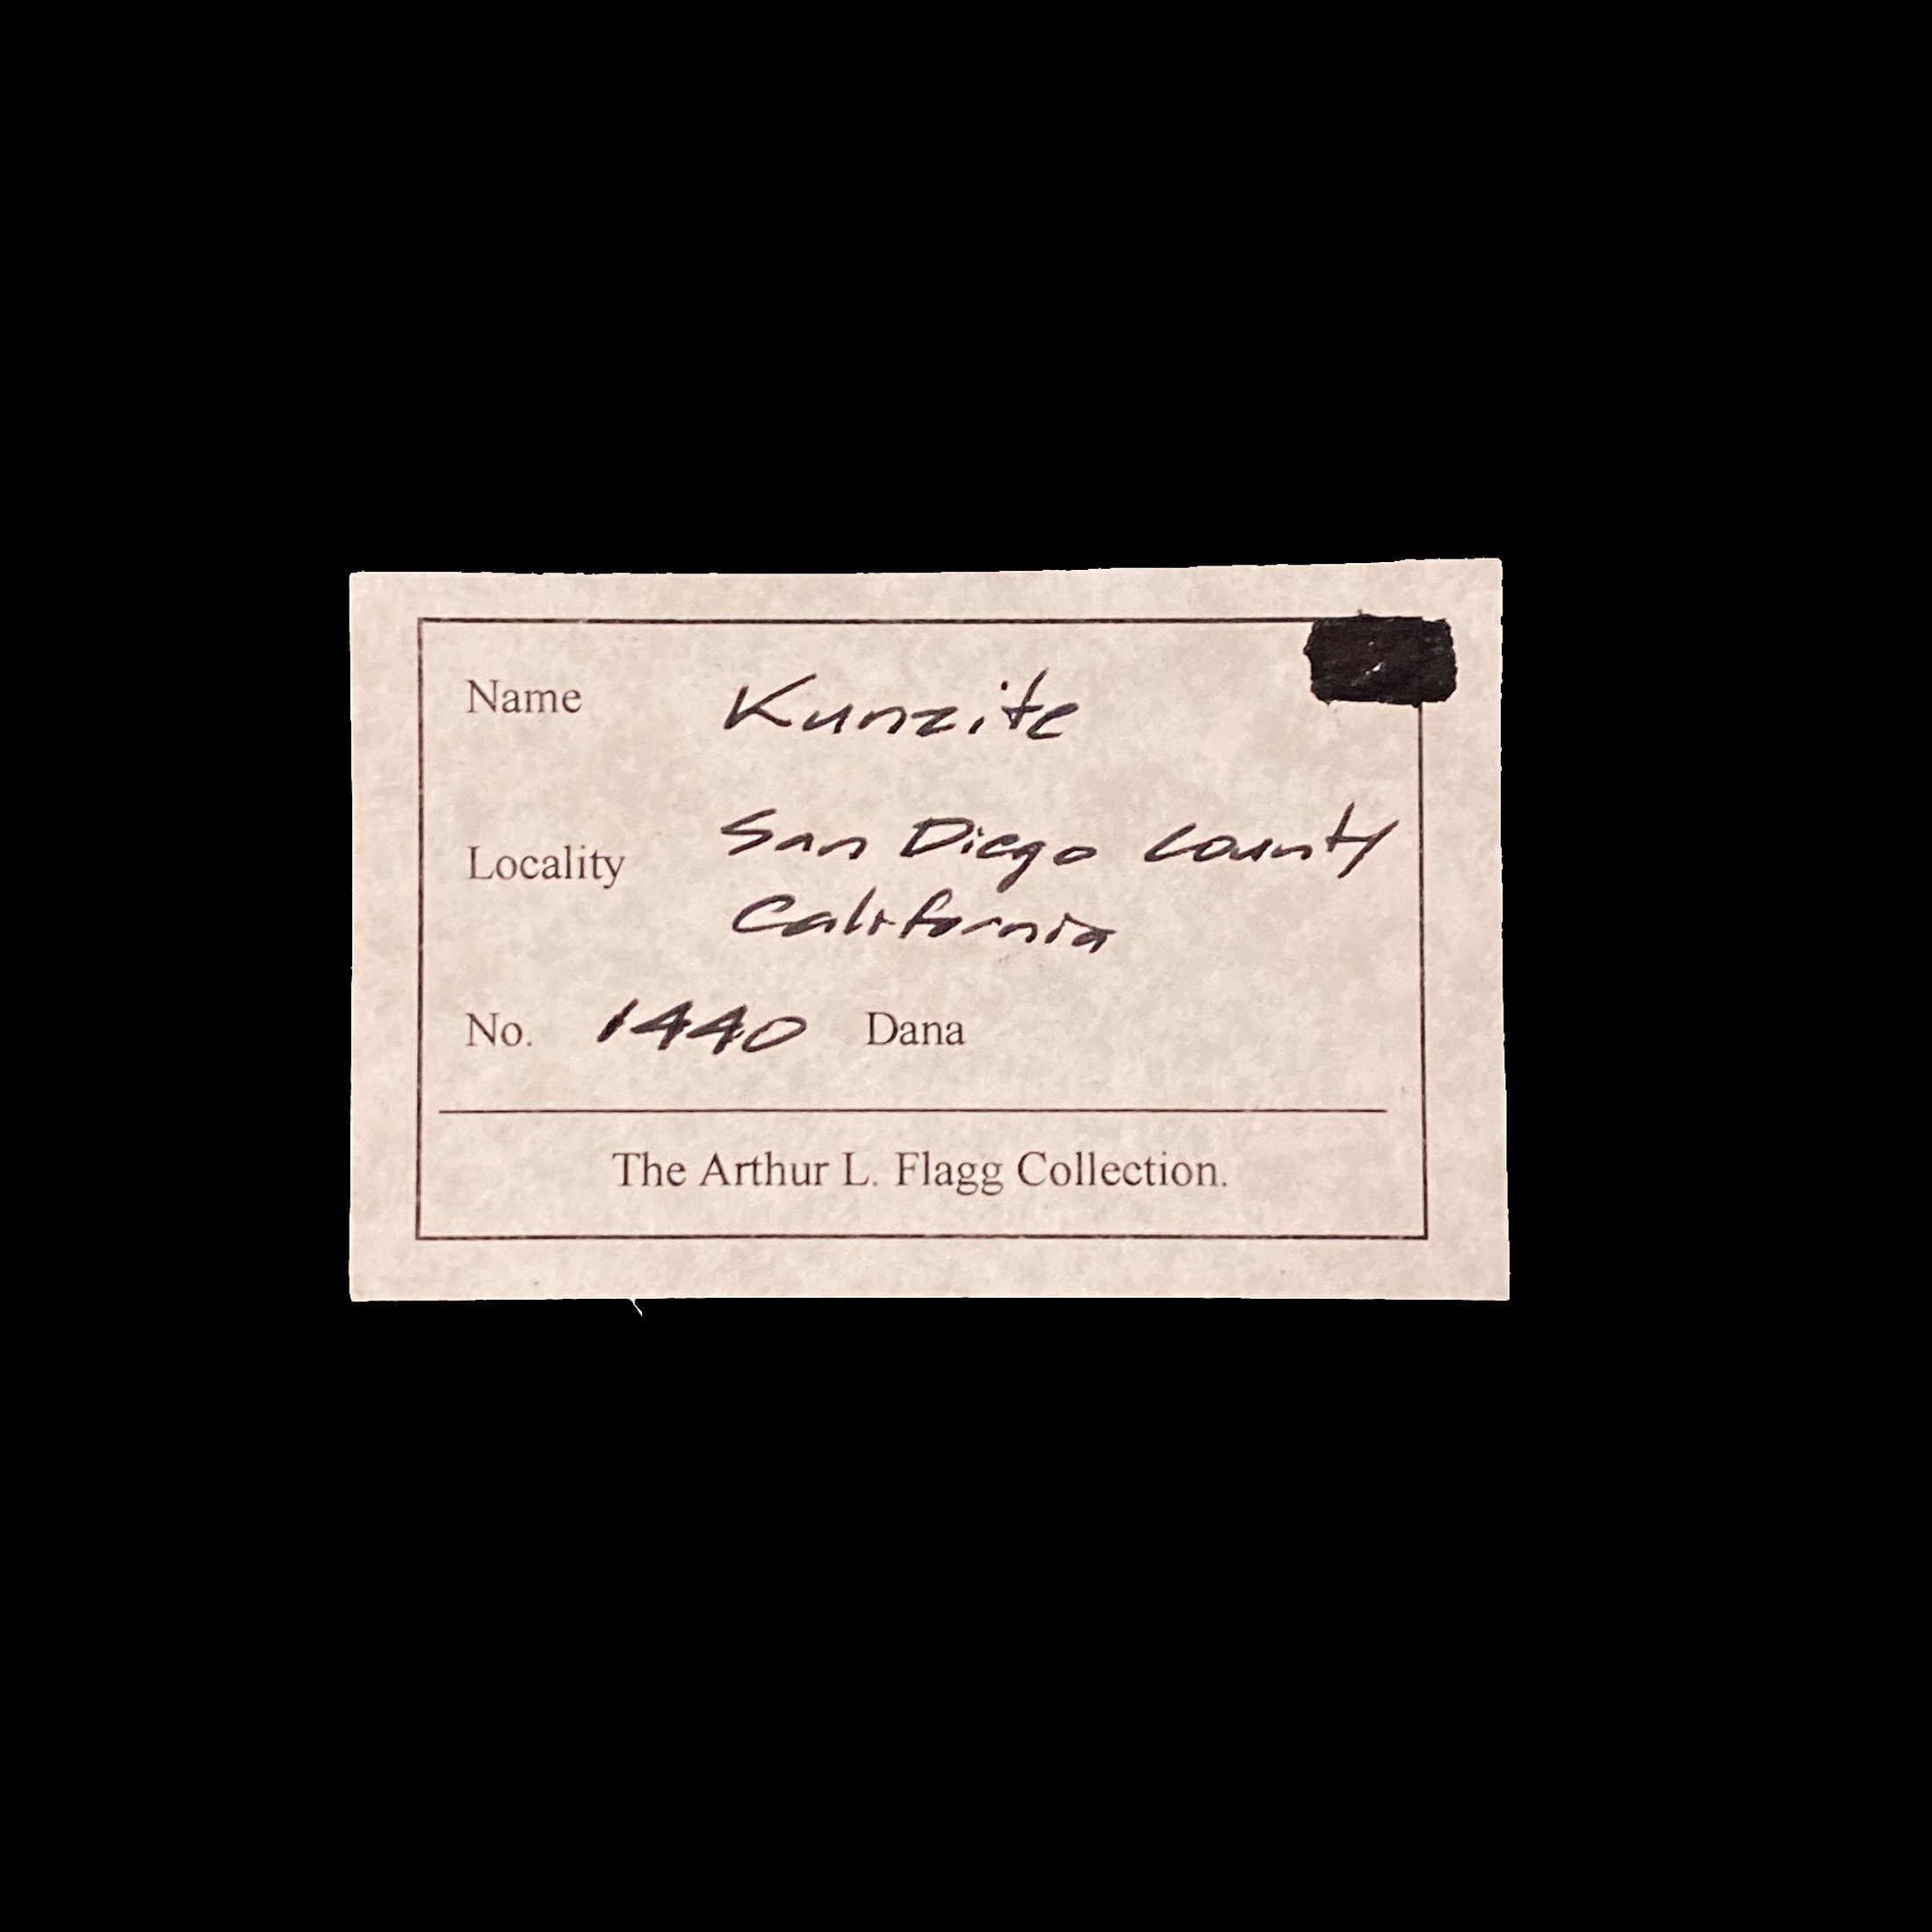 Name Kunzite
Locality San Diego County
California
No. 1440 Dana
The Arthur L. Flagg Collection.